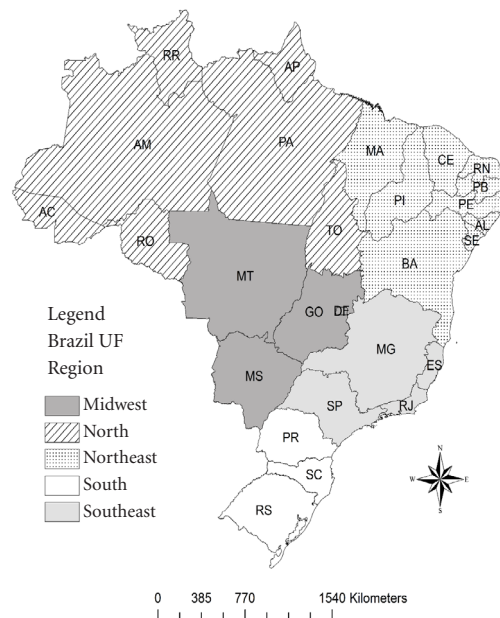 RR
AP
AM
PA
MA
CE
RN
PB
PE
AL
SE
PI
AC
TO
RO
BA
MT
GO
DF
MG
ES
MS
SP
RJ
PR
SC
RS
Legend
Brazil UF
Region
Midwest
North
Northeast
South
Southeast
N
W
E
S
0 385 770 1540 Kilometers